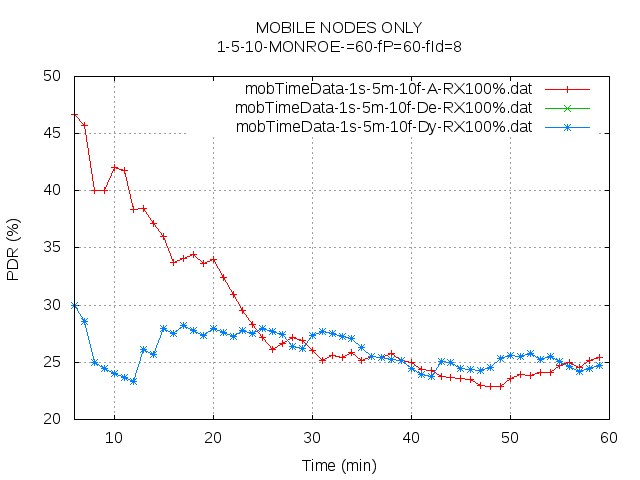 MOBILE NODES ONLY
1-5-10-MONROE-=60-fP=60-fId=8
50
mobTimeData-1s-5m-10f-A-RX100%.dat
mobTimeData-1s-5m-10f-De-RX100%.dat
mobTimeData-1s-5m-10f-Dy-RX100%.dat
45
40
PDR (%)
35
30
25
20
10 20 30 40 50 60
Time (min)